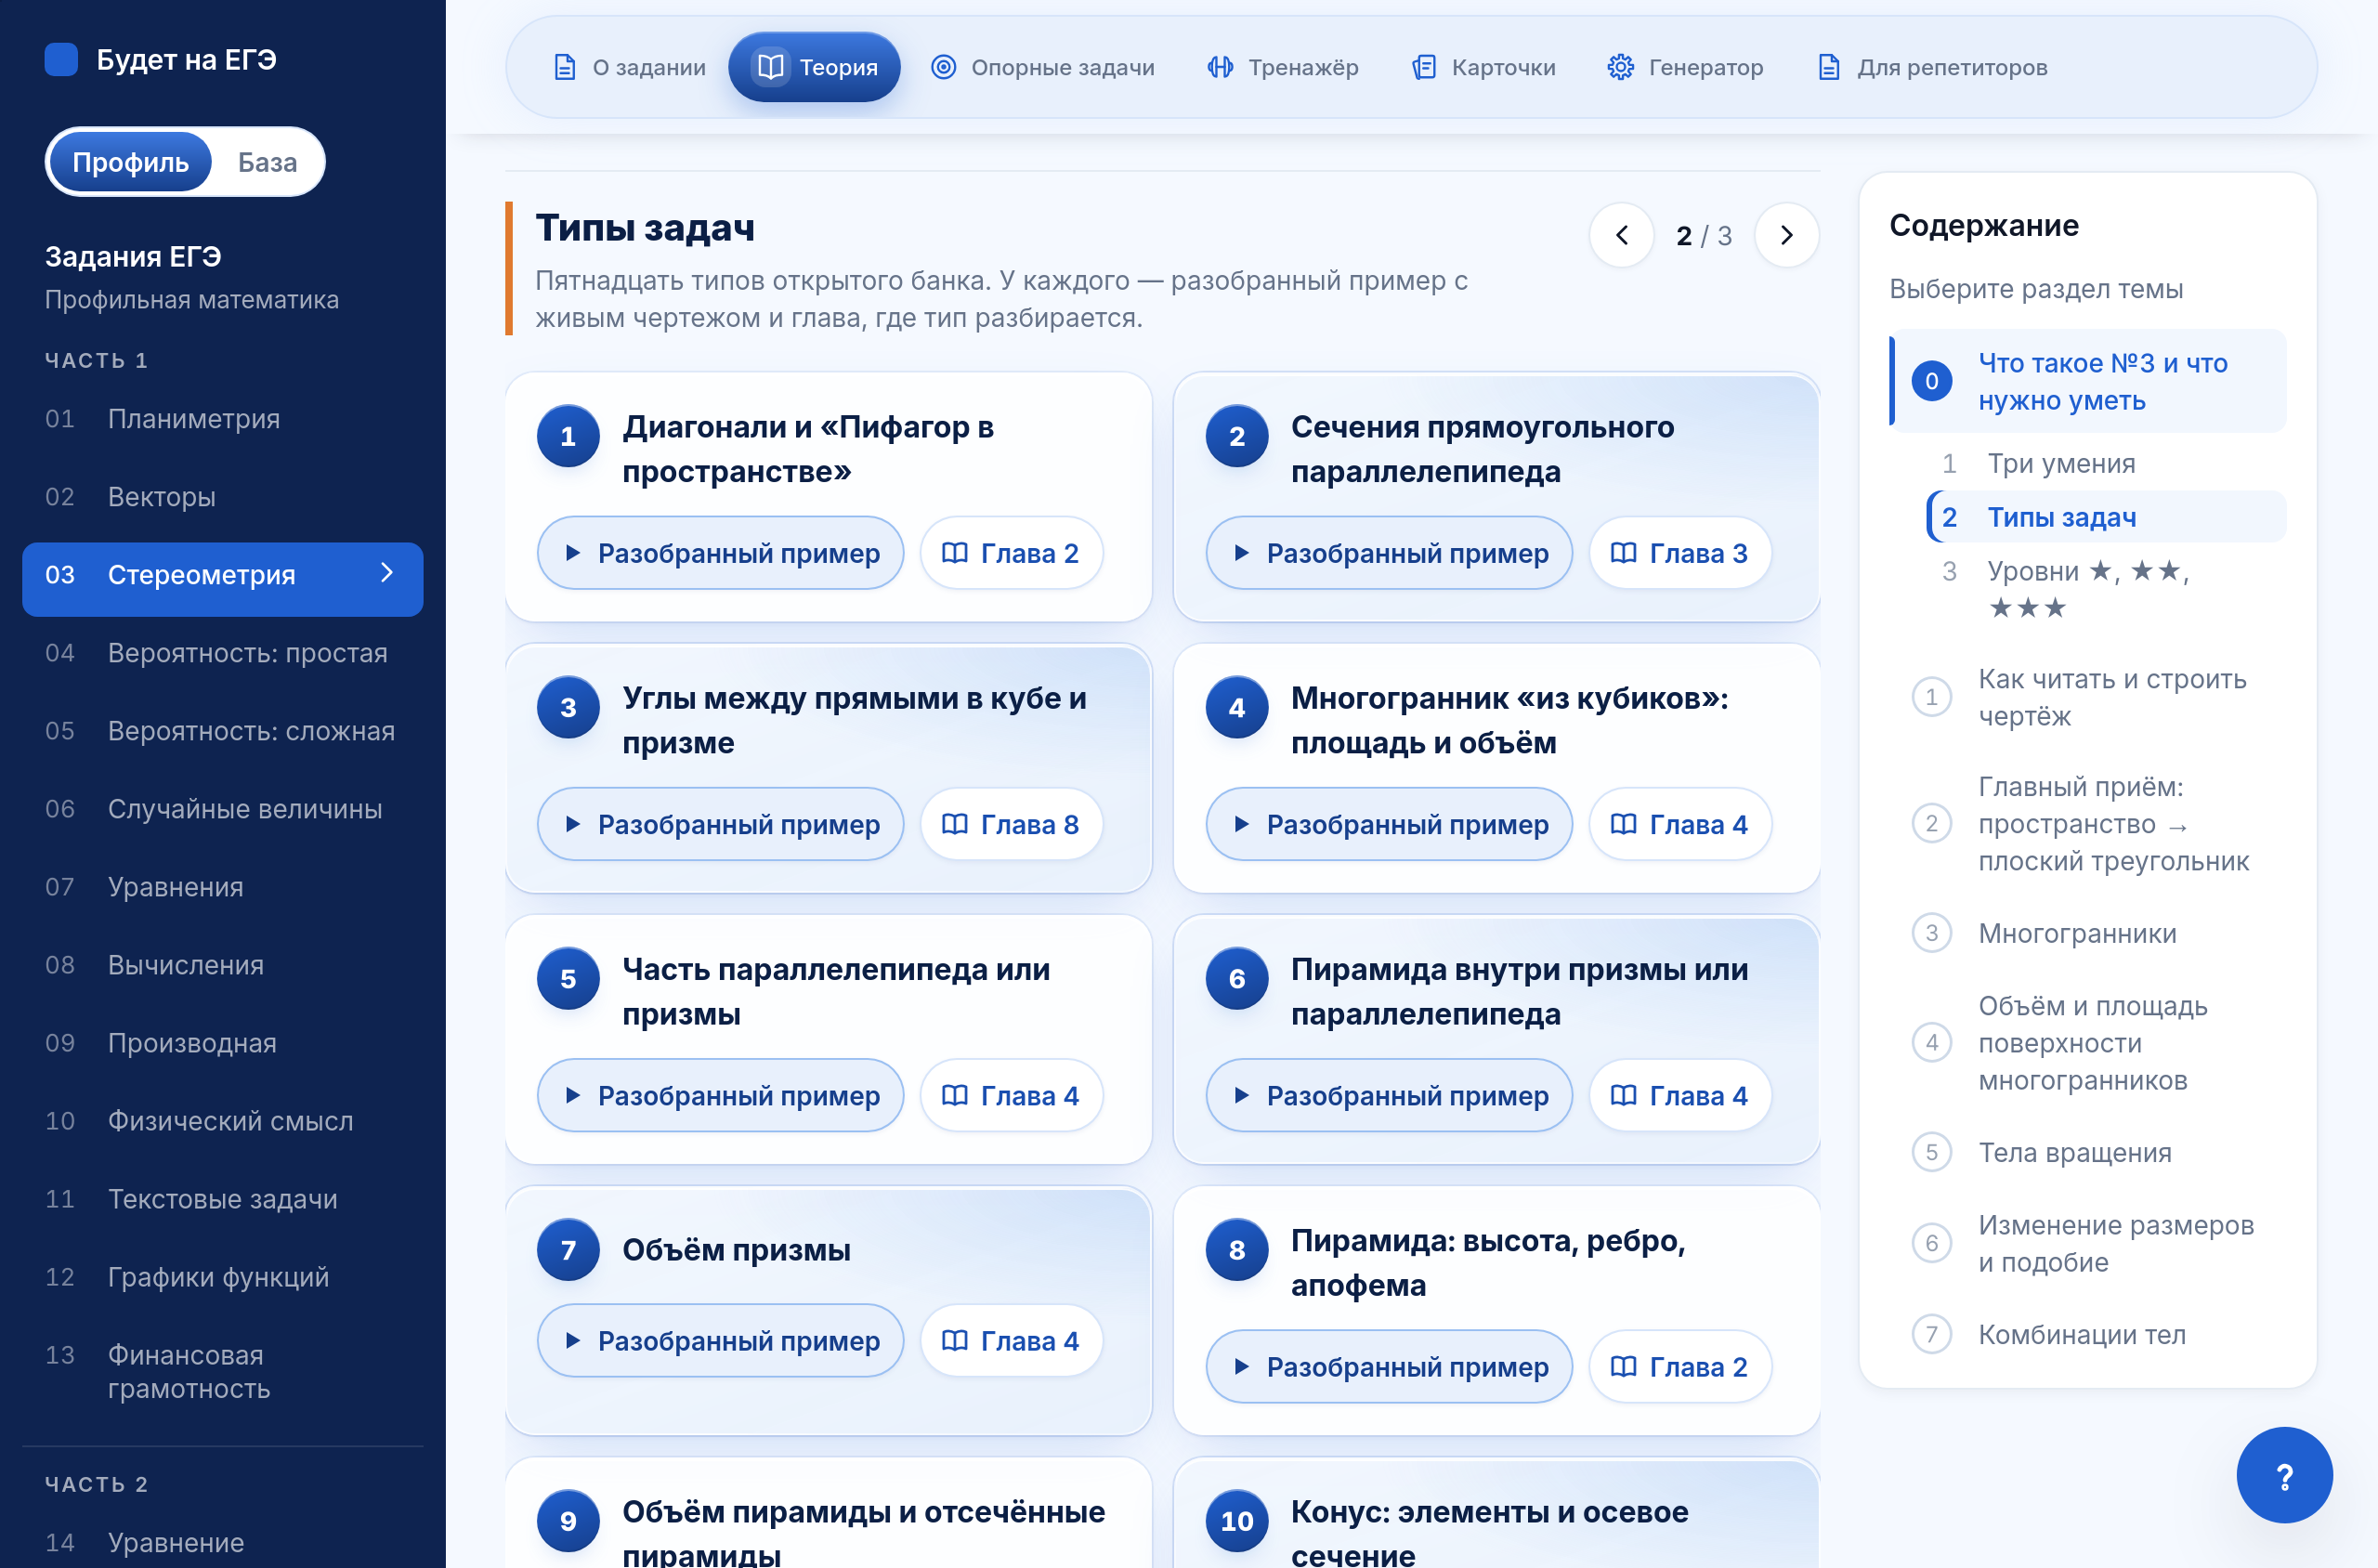 Будет на ЕГЭ
Профиль База
Задания ЕГЭ
Профильная математика
ЧАСТЬ 1
01 Планиметрия
02 Векторы
03 Стереометрия
04 Вероятность: простая
05 Вероятность: сложная
06 Случайные величины
07 Уравнения
08 Вычисления
09 Производная
10 Физический смысл
11 Текстовые задачи
12 Графики функций
13 Финансовая
грамотность
ЧАСТЬ 2
14 Уравнение
О задании Теория Опорные задачи Тренажёр Карточки Генератор Для репетиторов
Типы задач
2 / 3
Пятнадцать типов открытого банка. У каждого — разобранный пример с
живым чертежом и глава, где тип разбирается.
1 Диагонали и «Пифагор в
пространстве»
Разобранный пример Глава 2
2 Сечения прямоугольного
параллелепипеда
Разобранный пример Глава 3
3 Углы между прямыми в кубе и
призме
Разобранный пример Глава 8
4 Многогранник «из кубиков»:
площадь и объём
Разобранный пример Глава 4
5 Часть параллелепипеда или
призмы
Разобранный пример Глава 4
6 Пирамида внутри призмы или
параллелепипеда
Разобранный пример Глава 4
7 Объём призмы
Разобранный пример Глава 4
8 Пирамида: высота, ребро,
апофема
Разобранный пример Глава 2
9 Объём пирамиды и отсечённые
пирамиды
10 Конус: элементы и осевое
сечение
Содержание
Выберите раздел темы
0 Что такое №3 и что
нужно уметь
1 Три умения
2 Типы задач
3 Уровни ★, ★★,
★★★
1 Как читать и строить
чертёж
2 Главный приём:
пространство →
плоский треугольник
3 Многогранники
4 Объём и площадь
поверхности
многогранников
5 Тела вращения
6 Изменение размеров
и подобие
7 Комбинации тел
?